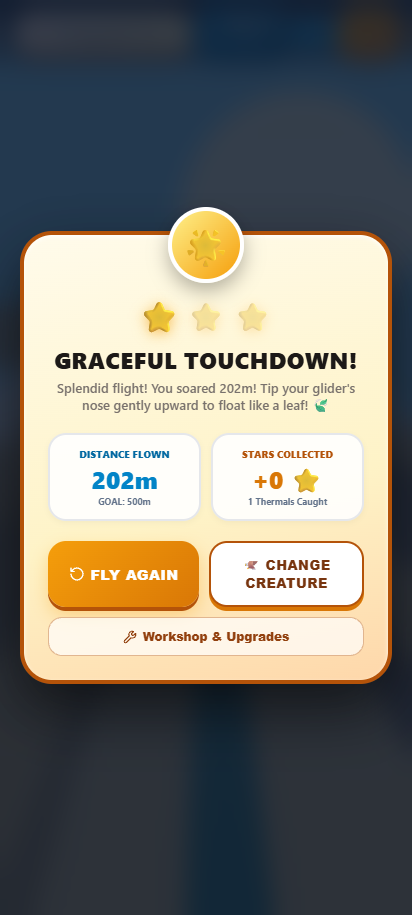 GRACEFUL TOUCHDOWN!
Splendid flight! You soared 202m! Tip your glider's
nose gently upward to float like a leaf!
DISTANCE FLOWN
202m
GOAL: 500m
STARS COLLECTED
+0
1 Thermals Caught
FLY AGAIN
CHANGE
CREATURE
Workshop & Upgrades